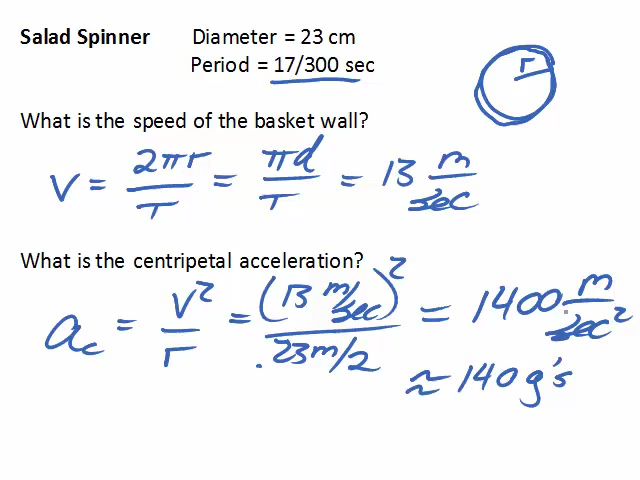 Salad Spinner Diameter = 23 cm
Period = 17/300 sec
r
What is the speed of the basket wall?
v = 2πr/T = πd/T = 13 m/sec
What is the centripetal acceleration?
a_c = v²/r = (13 m/sec)²/.23m/2 = 1400 m/sec²
≈ 140 g's